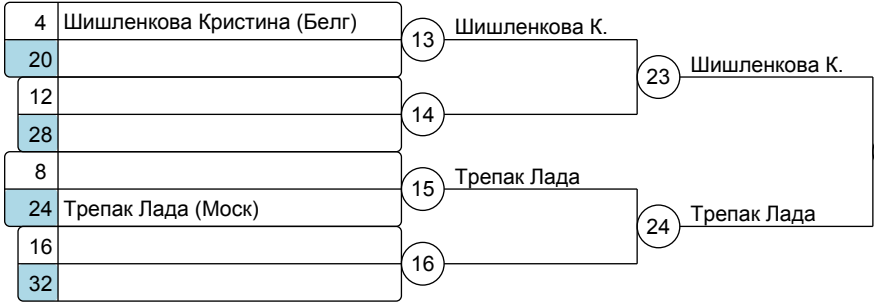 4 Шишленкова Кристина (Белг)
20
12
28
8
24 Трепак Лада (Моск)
16
32
13 Шишленкова К.
14
15 Трепак Лада
16
23 Шишленкова К.
24 Трепак Лада